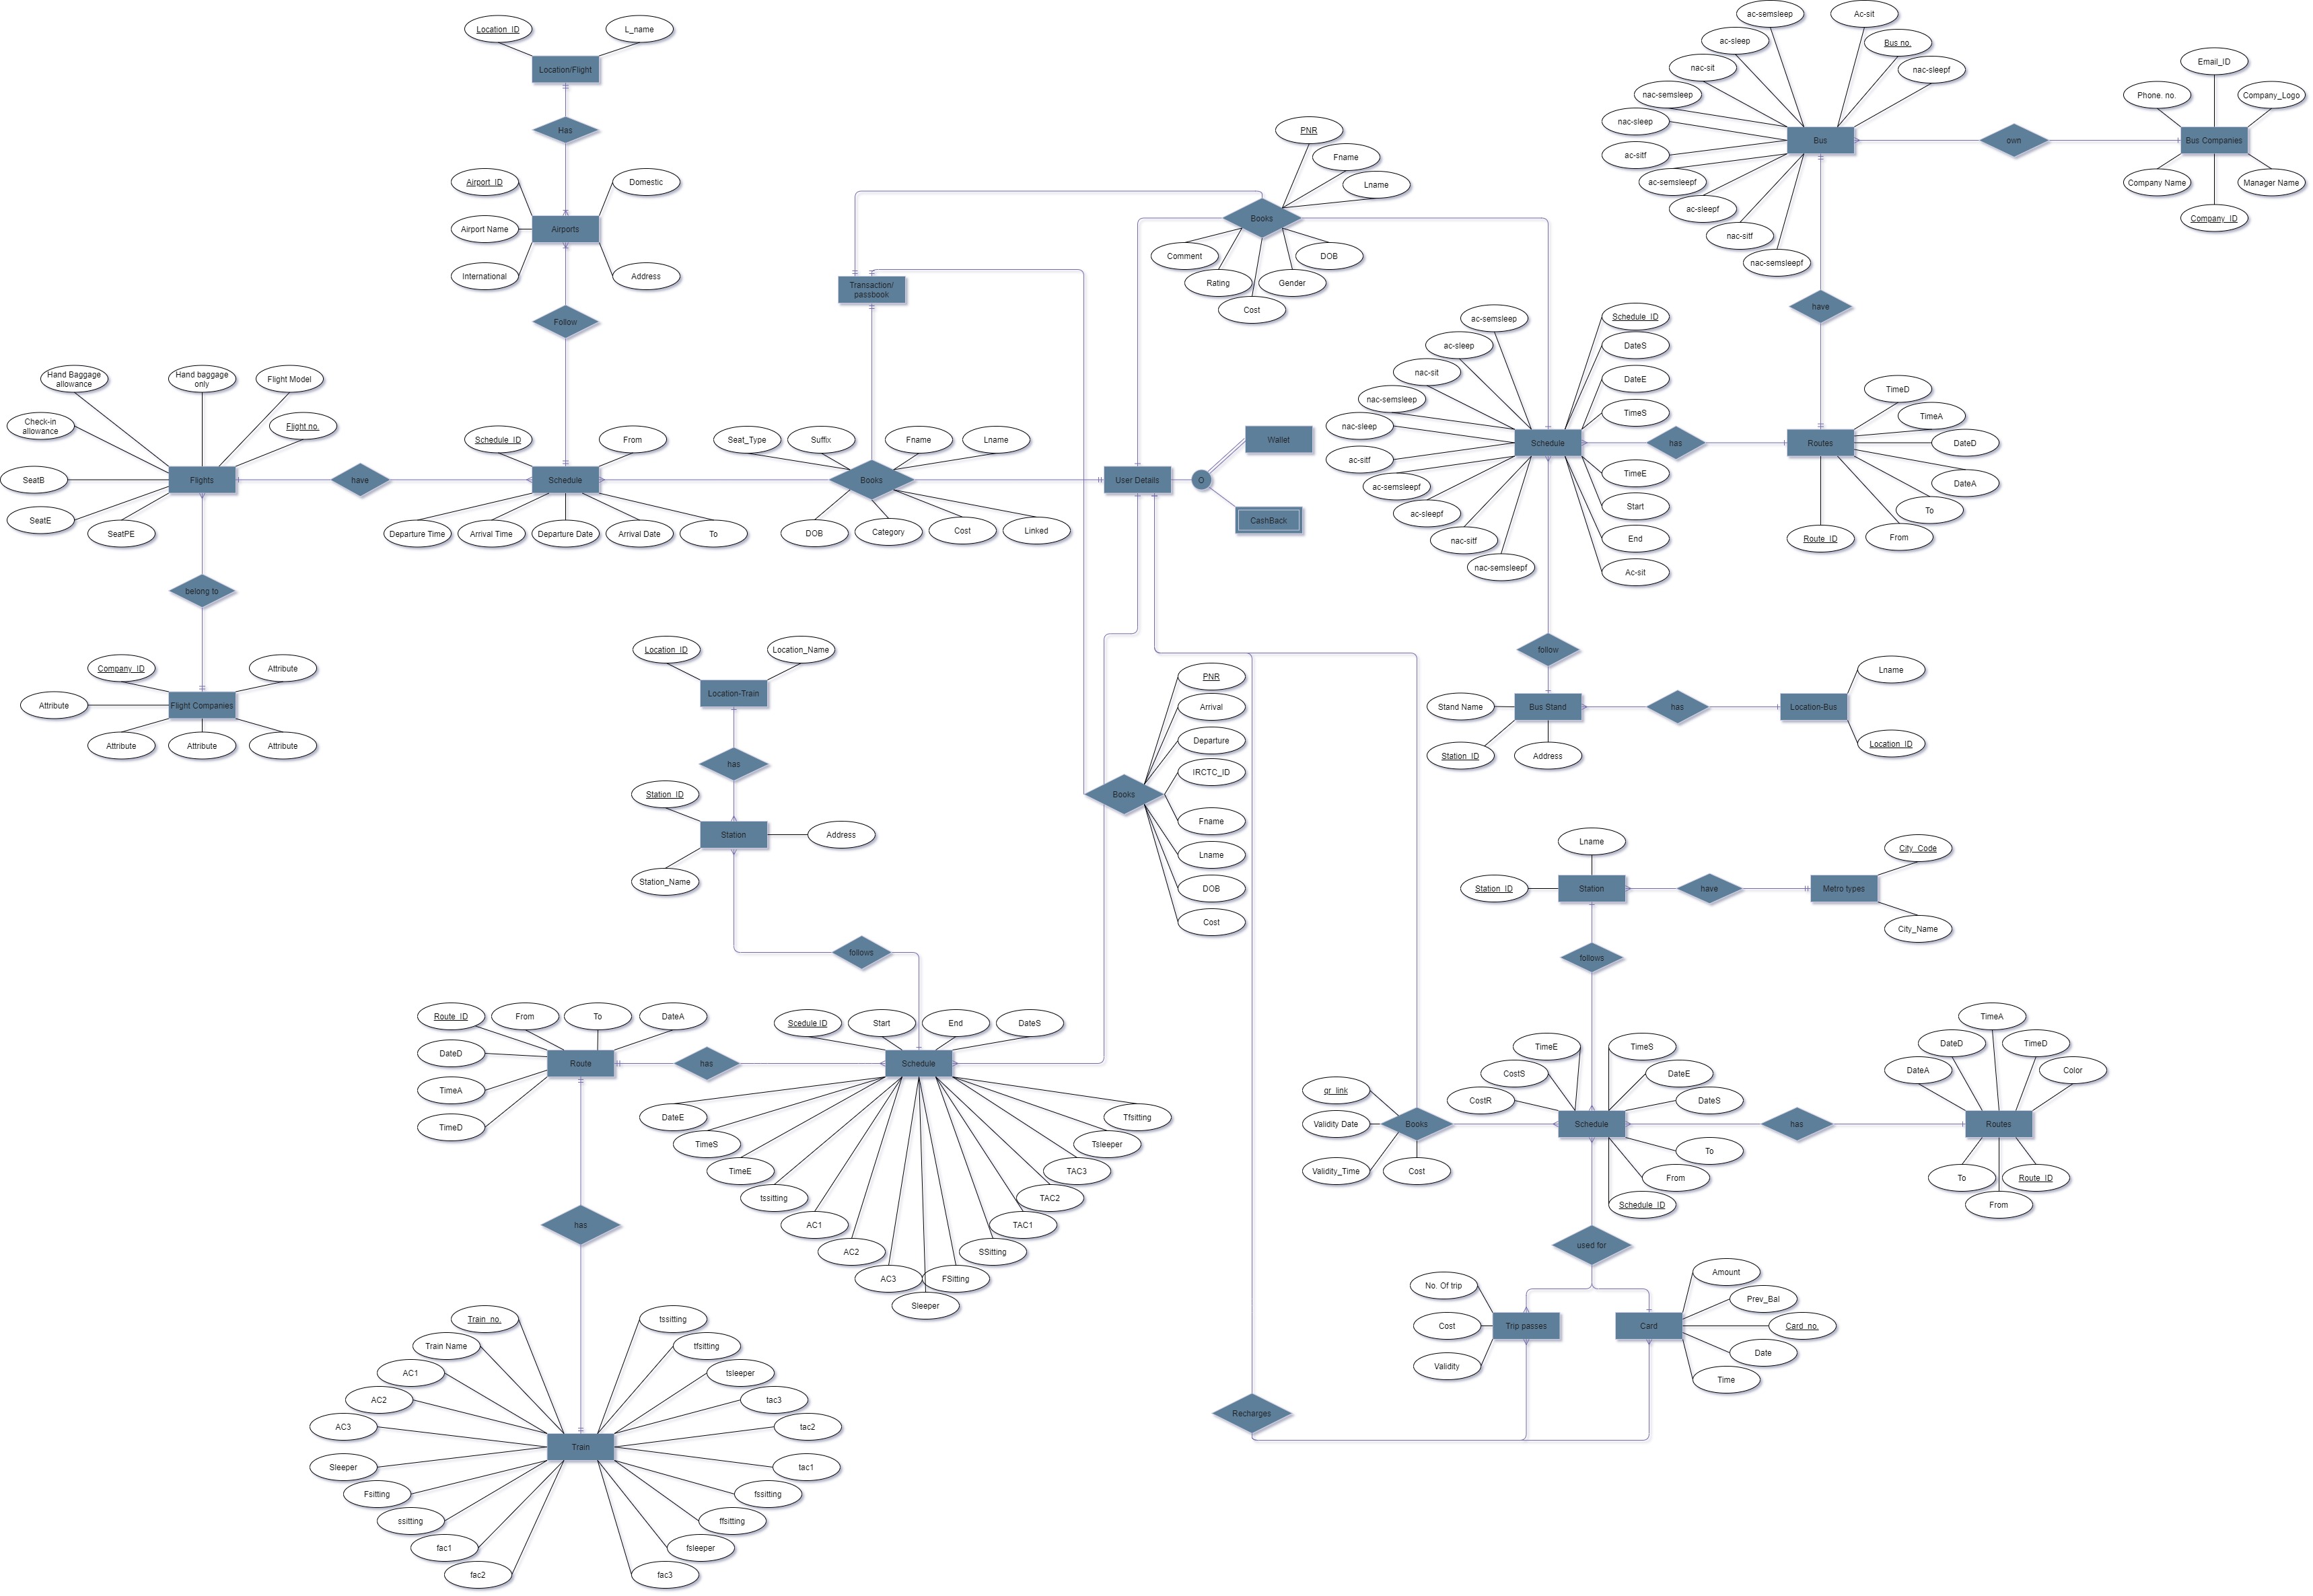 Location_ID
L_name
Location/Flight
Has
Airport_ID
Domestic
Airport Name
Airports
International
Address
Follow
Hand Baggage
allowance
Hand baggage
only
Flight Model
Check-in
allowance
Flight no.
SeatB
Flights
SeatE
SeatPE
have
Schedule_ID
From
Schedule
Departure Time
Arrival Time
Departure Date
Arrival Date
To
belong to
Company_ID
Attribute
Attribute
Flight Companies
Attribute
Attribute
Attribute
Transaction/
passbook
Seat_Type
Suffix
Fname
Lname
Books
DOB
Category
Cost
Linked
User Details
O
Wallet
CashBack
PNR
Fname
Lname
Books
Comment
DOB
Rating
Gender
Cost
ac-semsleep
Ac-sit
ac-sleep
Bus no.
nac-sit
nac-sleepf
nac-semsleep
nac-sleep
Bus
ac-sitf
ac-semsleepf
ac-sleepf
nac-sitf
nac-semsleepf
own
Email_ID
Phone. no.
Company_Logo
Bus Companies
Company Name
Manager Name
Company_ID
have
ac-semsleep
ac-sleep
nac-sit
nac-semsleep
nac-sleep
ac-sitf
ac-semsleepf
ac-sleepf
nac-sitf
nac-semsleepf
Schedule
Schedule_ID
DateS
DateE
TimeS
TimeE
Start
End
Ac-sit
has
TimeD
TimeA
Routes
DateD
DateA
To
From
Route_ID
follow
Stand Name
Bus Stand
Station_ID
Address
has
Lname
Location-Bus
Location_ID
Location_ID
Location_Name
Location-Train
has
Station_ID
Station
Address
Station_Name
follows
PNR
Arrival
Departure
IRCTC_ID
Books
Fname
Lname
DOB
Cost
Lname
Station_ID
Station
have
City_Code
Metro types
City_Name
follows
Route_ID
From
To
DateA
DateD
Route
TimeA
TimeD
has
Scedule ID
Start
End
DateS
Schedule
DateE
TimeS
TimeE
tssitting
AC1
AC2
AC3
Sleeper
FSitting
SSitting
TAC1
TAC2
TAC3
Tsleeper
Tfsitting
has
Train_no.
Train Name
AC1
AC2
AC3
Sleeper
Fsitting
ssitting
fac1
fac2
Train
tssitting
tfsitting
tsleeper
tac3
tac2
tac1
fssitting
ffsitting
fsleeper
fac3
qr_link
Validity Date
Books
Validity_Time
Cost
TimeE
TimeS
CostS
DateE
CostR
DateS
Schedule
To
From
Schedule_ID
has
TimeA
DateD
TimeD
DateA
Color
Routes
To
Route_ID
From
used for
No. Of trip
Cost
Trip passes
Validity
Card
Amount
Prev_Bal
Card_no.
Date
Time
Recharges